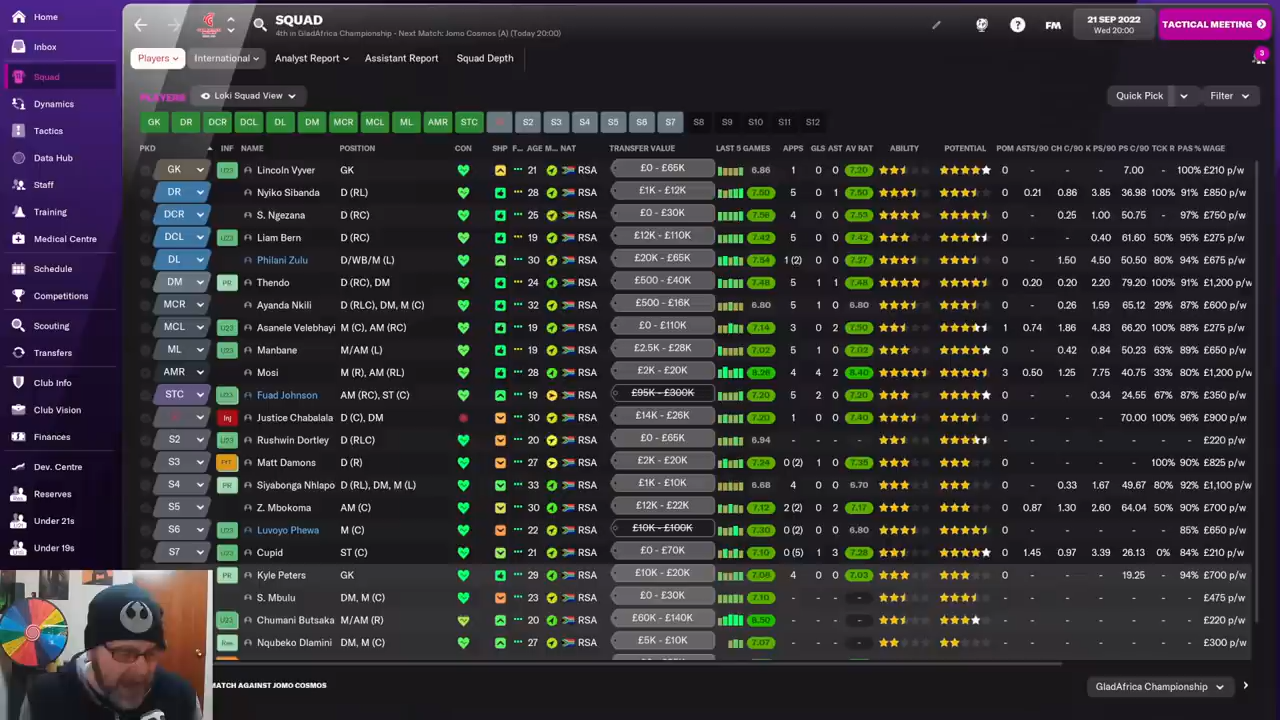 Home
Inbox
Squad
Dynamics
Tactics
Data Hub
Staff
Training
Medical Centre
Schedule
Competitions
Scouting
Transfers
Club Info
Club Vision
Finances
Dev. Centre
Reserves
Under 21s
Under 19s
SQUAD
4th in GladAfrica Championship - Next Match: Jomo Cosmos (A) (Today 20:00)
FM
21 SEP 2022
Wed 20:00
TACTICAL MEETING
3
Players International Analyst Report Assistant Report Squad Depth
PLAYERS Loki Squad View Quick Pick Filter
GK DR DCR DCL DL DM MCR MCL ML AMR STC S2 S3 S4 S5 S6 S7 S8 S9 S10 S11 S12
PKD INF NAME POSITION CON SHP F... AGE M... NAT TRANSFER VALUE LAST 5 GAMES APPS GLS AST AV RAT ABILITY POTENTIAL POM ASTS/90 CH C/90 K PS/90 PS C/90 TCK R PAS % WAGE
GK U23 Lincoln Vyver GK 21 RSA £0 - £65K 6.86 1 0 0 7.20 0 7.00 100% £210 p/w
DR Nyiko Sibanda D (RL) 28 RSA £1K - £12K 7.50 5 0 1 7.50 0 0.21 0.86 3.85 36.98 100% 91% £850 p/w
DCR S. Ngezana D (RC) 25 RSA £0 - £30K 7.56 4 0 0 7.53 0 - 0.25 1.00 50.75 - 97% £750 p/w
DCL U23 Liam Bern D (RC) 19 RSA £12K - £110K 7.42 5 0 0 7.42 0 - - 0.40 61.60 50% 95% £275 p/w
DL Philani Zulu D/WB/M (L) 30 RSA £20K - £65K 7.54 1 (2) 0 0 7.27 0 - 1.50 4.50 50.50 80% 94% £675 p/w
DM PR Thendo D (RC), DM 24 RSA £500 - £40K 7.48 5 1 1 7.48 0 0.20 0.20 2.20 79.20 100% 91% £1,200 p/w
MCR Ayanda Nkili D (RLC), DM, M (C) 32 RSA £500 - £16K 6.80 5 1 0 6.80 0 - 0.26 1.59 65.12 29% 87% £600 p/w
MCL U23 Asanele Velebhayi M (C), AM (RC) 19 RSA £0 - £110K 7.14 3 0 2 7.50 1 0.74 1.86 4.83 66.20 100% 88% £275 p/w
ML U23 Manbane M/AM (L) 19 RSA £2.5K - £28K 7.02 5 1 0 7.02 0 - 0.42 0.84 50.23 63% 89% £650 p/w
AMR Mosi M (R), AM (RL) 28 RSA £2K - £20K 8.26 4 4 2 8.40 3 0.50 1.25 7.75 40.75 33% 80% £1,200 p/w
STC U23 Fuad Johnson AM (RC), ST (C) 19 RSA £95K - £300K 7.20 5 2 0 7.20 0 - - 0.34 24.55 67% 87% £350 p/w
Inj Justice Chabalala D (C), DM 30 RSA £14K - £26K 7.20 1 0 0 7.40 0 - - - 70.00 100% 96% £900 p/w
S2 U23 Rushwin Dortley D (RLC) 20 RSA £0 - £65K 6.94 - - - - - - - - - - £220 p/w
S3 Matt Damons D (R) 27 RSA £2K - £20K 7.24 0 (2) 1 0 7.35 0 - - - 100% 90% £825 p/w
S4 PR Siyabonga Nhlapo D (RL), DM, M (L) 28 RSA £1K - £10K 6.68 4 0 0 6.70 0 - 0.33 1.67 49.67 80% 92% £1,100 p/w
S5 Z. Mbokoma AM (C) 30 RSA £12K - £22K 7.12 2 (2) 0 2 7.17 0 0.87 1.30 2.60 64.04 50% 90% £700 p/w
S6 U23 Luvoyo Phewa M (C) 22 RSA £10K - £100K 7.30 0 (2) 0 0 6.80 0 - - - - 85% £650 p/w
S7 U23 Cupid ST (C) 21 RSA £0 - £70K 7.10 0 (5) 1 3 7.28 0 1.45 0.97 3.39 26.13 0% 84% £210 p/w
PR Kyle Peters GK 29 RSA £10K - £20K 7.06 4 0 0 7.03 0 - - - 19.25 - 94% £700 p/w
S. Mbulu DM, M (C) 23 RSA £0 - £30K 7.10 - - - - - - - - - - £475 p/w
U23 Chumani Butsaka M/AM (R) 20 RSA £60K - £140K 8.50 - - - - - - - - - - £220 p/w
Res Nqubeko Dlamini DM, M (C) 27 RSA £5K - £10K 7.07 - - - - - - - - - - £300 p/w
MATCH AGAINST JOMO COSMOS
GladAfrica Championship